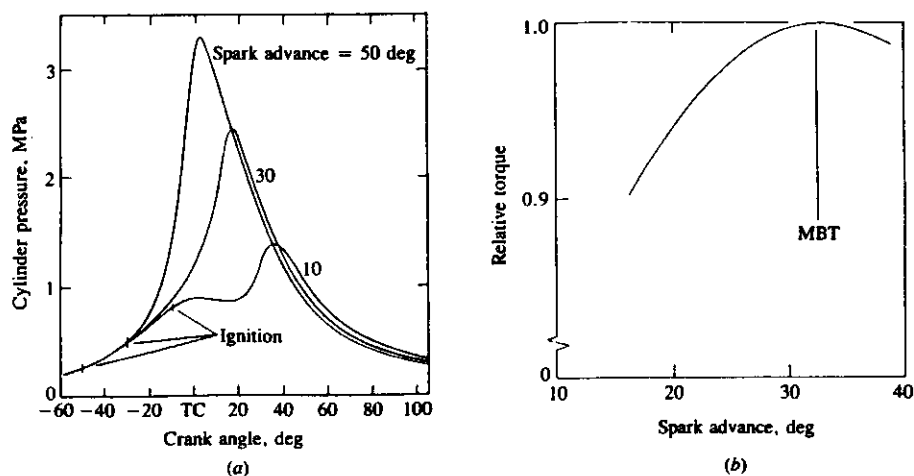 Cylinder pressure, MPa
3
2
1
0
Spark advance = 50 deg
30
10
Ignition
−60 −40 −20 TC 20 40 60 80 100
Crank angle, deg
(a)
Relative torque
1.0
0.9
0
MBT
10 20 30 40
Spark advance, deg
(b)